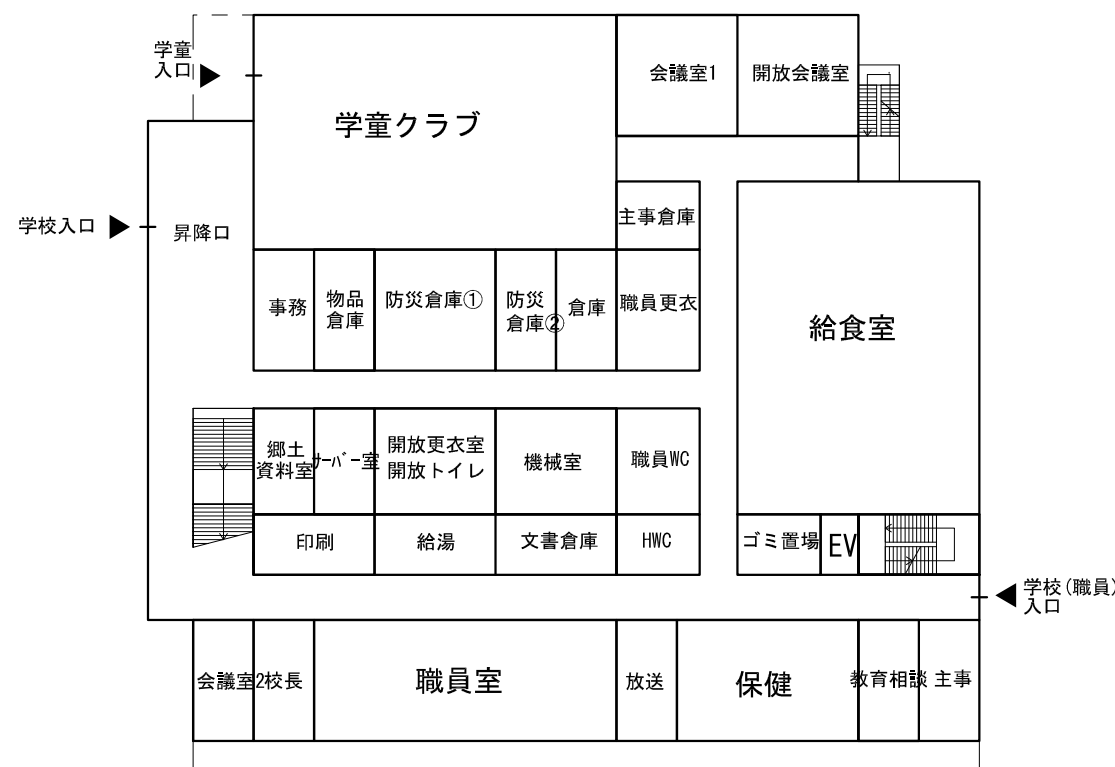 学童
入口
学童クラブ
会議室1
開放会議室
学校入口
昇降口
主事倉庫
事務
物品
倉庫
防災倉庫①
防災
倉庫②
倉庫
職員更衣
給食室
郷土
資料室
サーバー室
開放更衣室
開放トイレ
機械室
職員WC
印刷
給湯
文書倉庫
HWC
ゴミ置場
EV
学校(職員)
入口
会議室2
校長
職員室
放送
保健
教育相談
主事